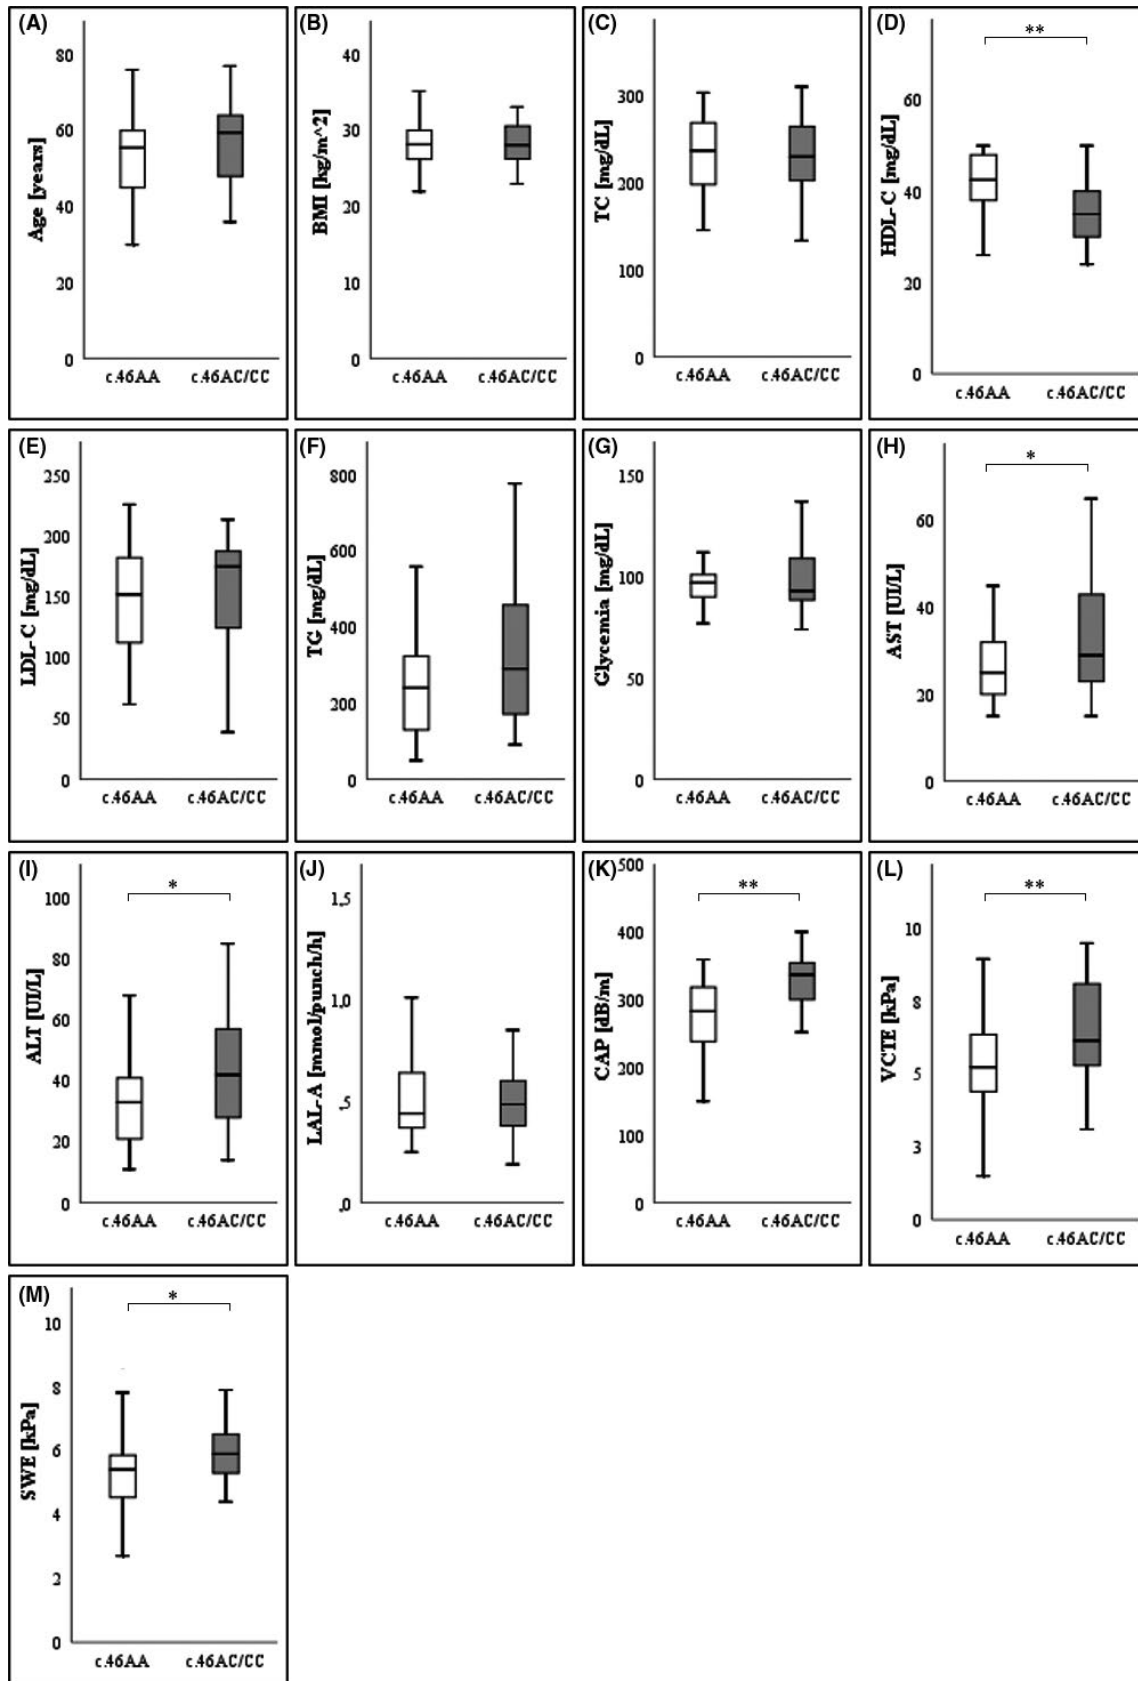 (A)
Age [years]
80
60
40
20
0
c.46AA c.46AC/CC
(B)
BMI [kg/m^2]
40
30
20
10
0
c.46AA c.46AC/CC
(C)
TC [mg/dL]
300
200
100
0
c.46AA c.46AC/CC
(D)
**
HDL-C [mg/dL]
60
40
20
0
c.46AA c.46AC/CC
(E)
LDL-C [mg/dL]
250
200
150
100
50
0
c.46AA c.46AC/CC
(F)
TG [mg/dL]
800
600
400
200
0
c.46AA c.46AC/CC
(G)
Glycemia [mg/dL]
150
100
50
0
c.46AA c.46AC/CC
(H)
*
AST [UI/L]
60
40
20
0
c.46AA c.46AC/CC
(I)
*
ALT [UI/L]
100
80
60
40
20
0
c.46AA c.46AC/CC
(J)
LAL-A [mmol/punch/h]
1,5
1,0
,5
,0
c.46AA c.46AC/CC
(K)
**
CAP [dB/m]
500
400
300
200
100
0
c.46AA c.46AC/CC
(L)
**
VCTE [kPa]
10
8
5
3
0
c.46AA c.46AC/CC
(M)
*
SWE [kPa]
10
8
6
4
2
0
c.46AA c.46AC/CC